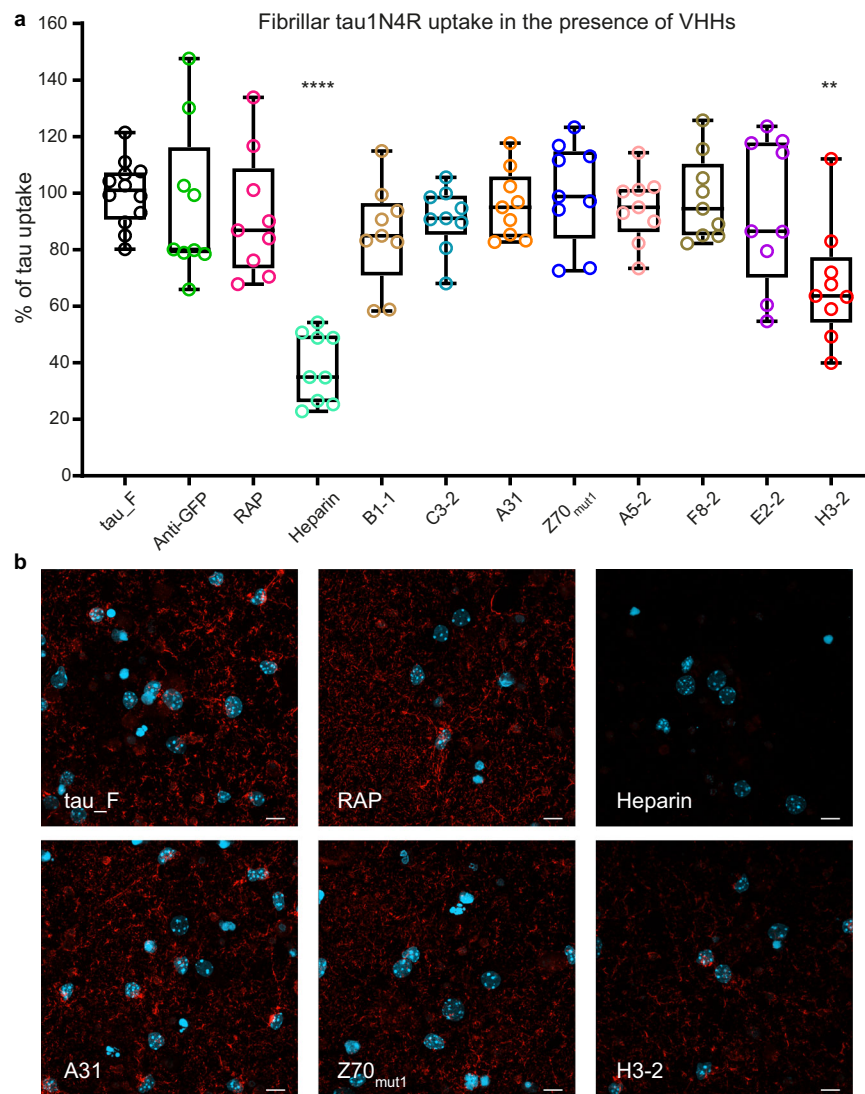 a
Fibrillar tau1N4R uptake in the presence of VHHs
% of tau uptake
160
140
120
100
80
60
40
20
0
****
**
tau_F
Anti-GFP
RAP
Heparin
B1-1
C3-2
A31
Z70mut1
A5-2
F8-2
E2-2
H3-2
b
tau_F
RAP
Heparin
A31
Z70mut1
H3-2